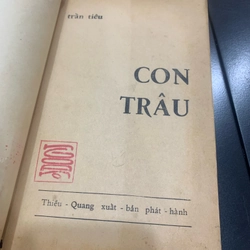 trần tiêu
CON
TRÂU
Thiều - Quang xuất - bản phát - hành